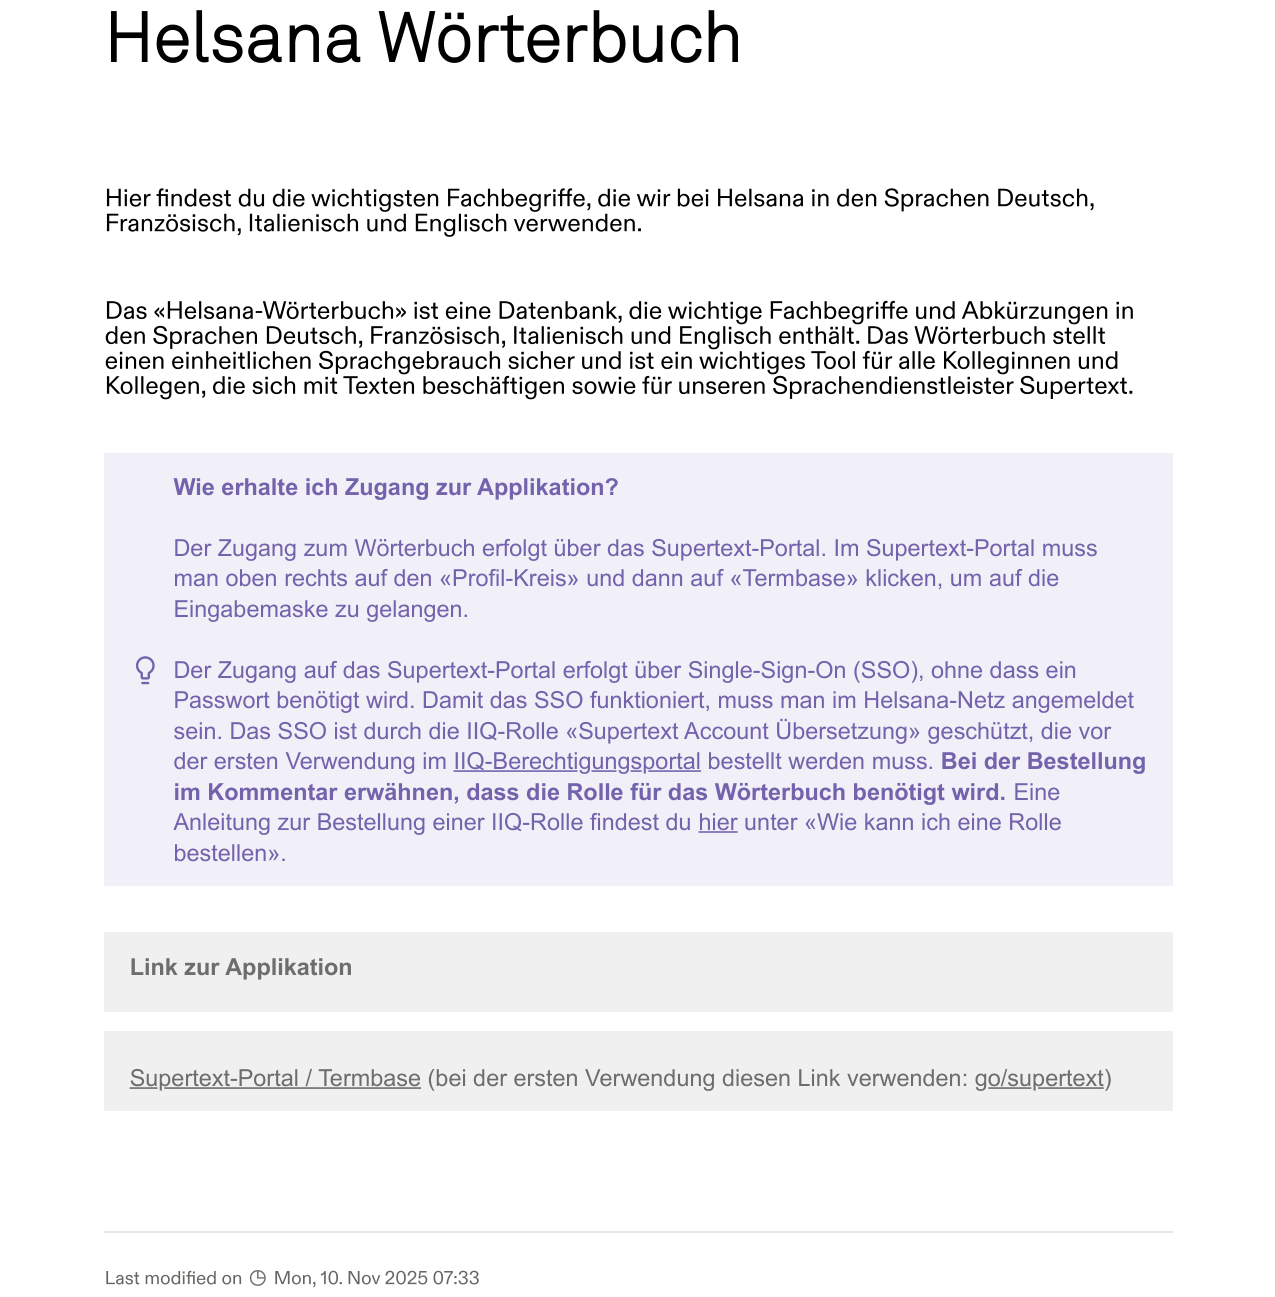 Helsana Wörterbuch
Hier findest du die wichtigsten Fachbegriffe, die wir bei Helsana in den Sprachen Deutsch,
Französisch, Italienisch und Englisch verwenden.
Das «Helsana-Wörterbuch» ist eine Datenbank, die wichtige Fachbegriffe und Abkürzungen in
den Sprachen Deutsch, Französisch, Italienisch und Englisch enthält. Das Wörterbuch stellt
einen einheitlichen Sprachgebrauch sicher und ist ein wichtiges Tool für alle Kolleginnen und
Kollegen, die sich mit Texten beschäftigen sowie für unseren Sprachendienstleister Supertext.
Wie erhalte ich Zugang zur Applikation?
Der Zugang zum Wörterbuch erfolgt über das Supertext-Portal. Im Supertext-Portal muss
man oben rechts auf den «Profil-Kreis» und dann auf «Termbase» klicken, um auf die
Eingabemaske zu gelangen.
Der Zugang auf das Supertext-Portal erfolgt über Single-Sign-On (SSO), ohne dass ein
Passwort benötigt wird. Damit das SSO funktioniert, muss man im Helsana-Netz angemeldet
sein. Das SSO ist durch die IIQ-Rolle «Supertext Account Übersetzung» geschützt, die vor
der ersten Verwendung im IIQ-Berechtigungsportal bestellt werden muss. Bei der Bestellung
im Kommentar erwähnen, dass die Rolle für das Wörterbuch benötigt wird. Eine
Anleitung zur Bestellung einer IIQ-Rolle findest du hier unter «Wie kann ich eine Rolle
bestellen».
Link zur Applikation
Supertext-Portal / Termbase (bei der ersten Verwendung diesen Link verwenden: go/supertext)
Last modified on Mon, 10. Nov 2025 07:33